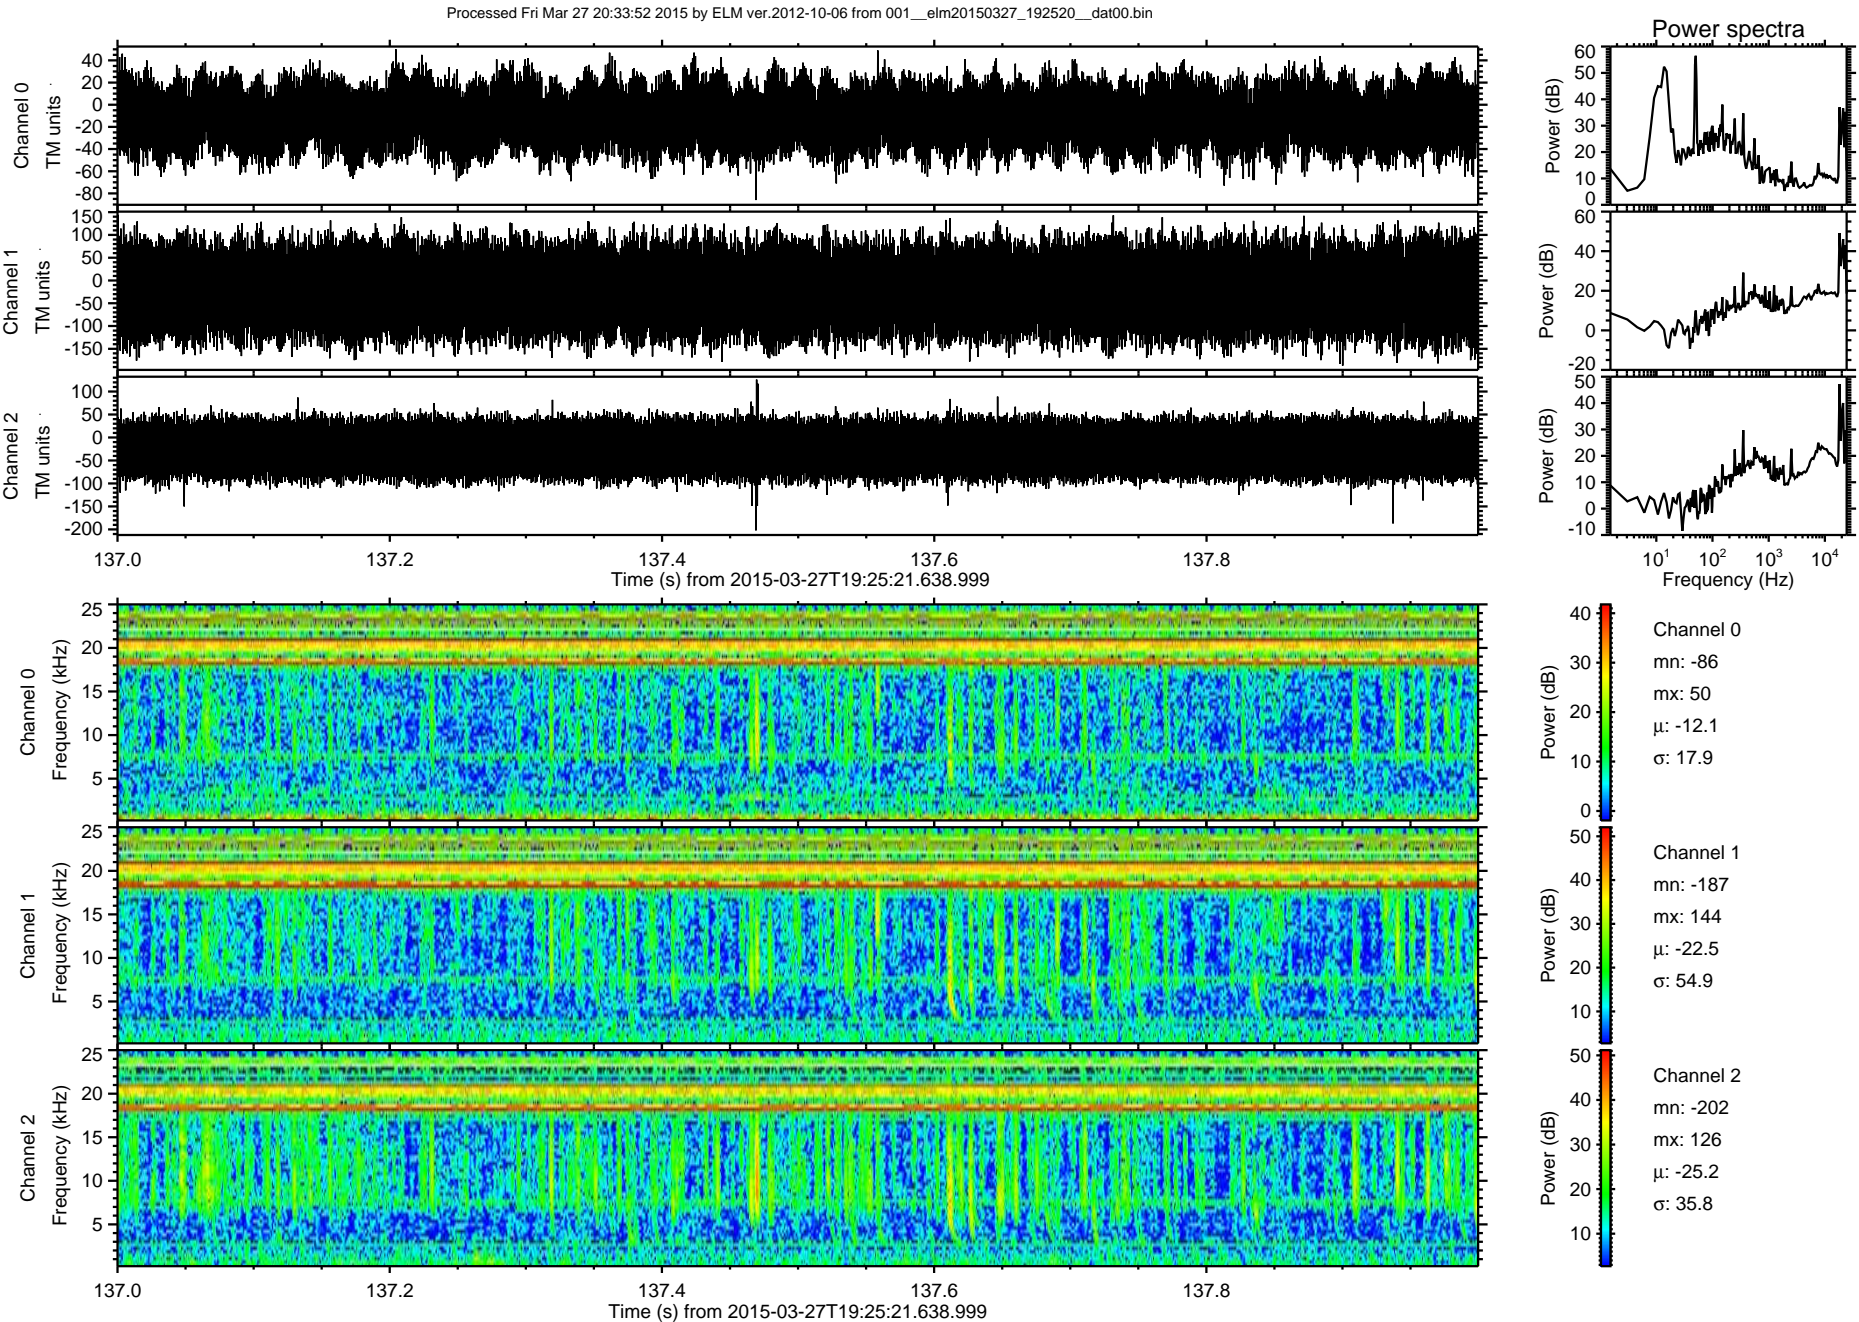 Processed Fri Mar 27 20:33:52 2015 by ELM ver.2012-10-06 from 001__elm20150327_192520__dat00.bin
Power spectra
Channel 0
TM units
40
20
0
-20
-40
-60
-80
Power (dB)
60
50
40
30
20
10
0
Channel 1
TM units
150
100
50
0
-50
-100
-150
Power (dB)
60
40
20
0
-20
Channel 2
TM units
100
50
0
-50
-100
-150
-200
Power (dB)
50
40
30
20
10
0
-10
137.0 137.2 137.4 137.6 137.8
Time (s) from 2015-03-27T19:25:21.638.999
10¹ 10² 10³ 10⁴
Frequency (Hz)
Channel 0
Frequency (kHz)
25
20
15
10
5
Power (dB)
40
30
20
10
0
Channel 0
mn: -86
mx: 50
μ: -12.1
σ: 17.9
Channel 1
Frequency (kHz)
25
20
15
10
5
Power (dB)
50
40
30
20
10
Channel 1
mn: -187
mx: 144
μ: -22.5
σ: 54.9
Channel 2
Frequency (kHz)
25
20
15
10
5
Power (dB)
50
40
30
20
10
Channel 2
mn: -202
mx: 126
μ: -25.2
σ: 35.8
137.0 137.2 137.4 137.6 137.8
Time (s) from 2015-03-27T19:25:21.638.999